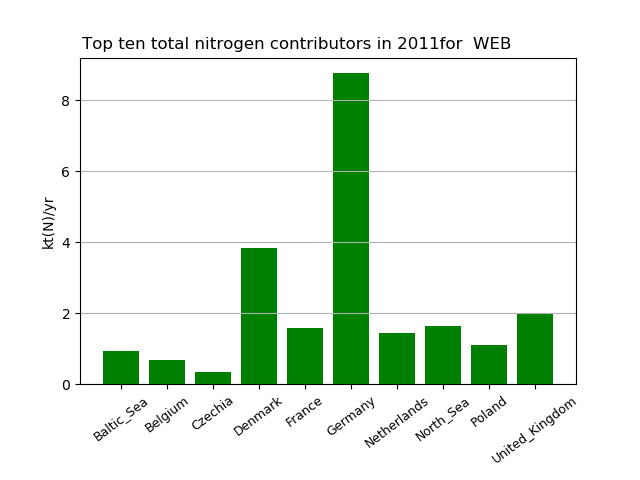 Top ten total nitrogen contributors in 2011for  WEB
kt(N)/yr
8
6
4
2
0
Baltic_Sea
Belgium
Czechia
Denmark
France
Germany
Netherlands
North_Sea
Poland
United_Kingdom